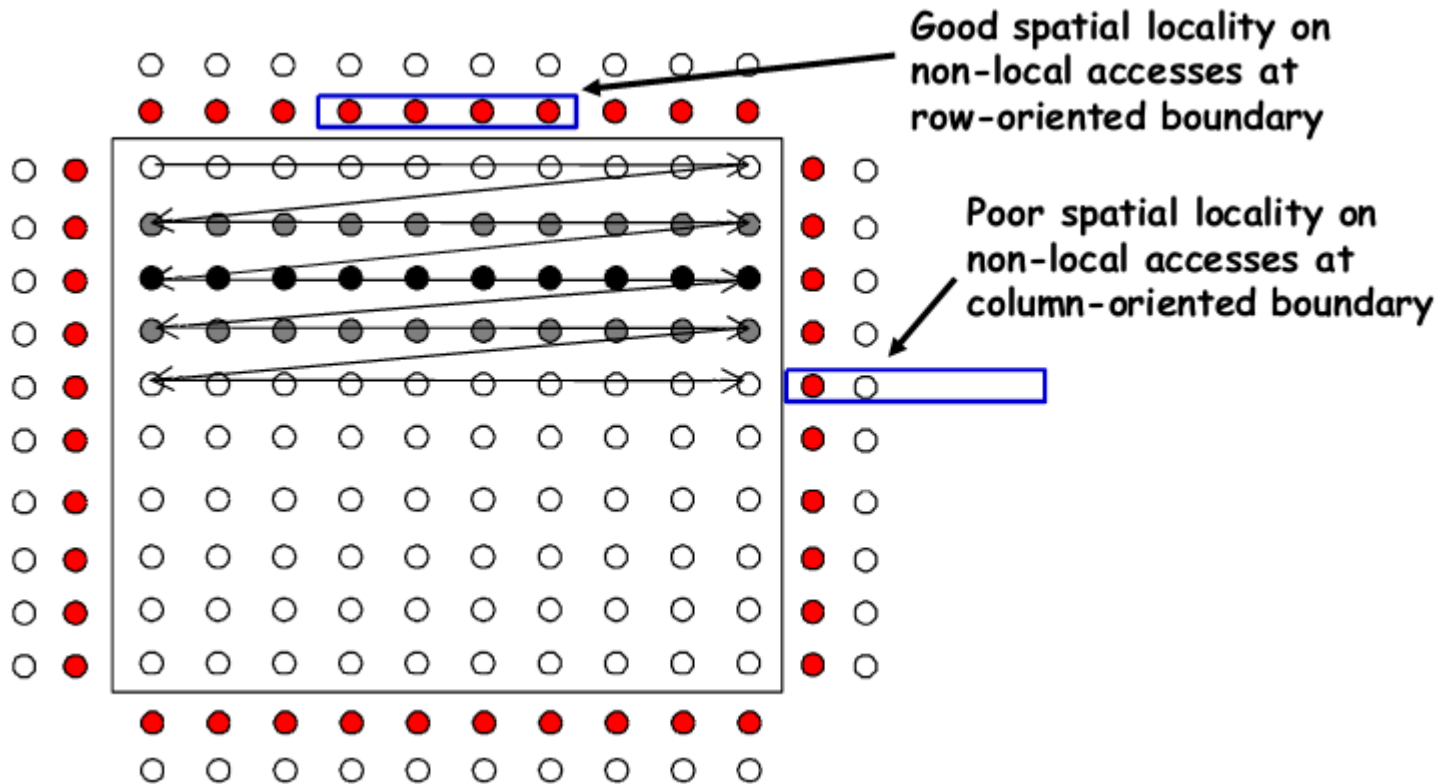 Good spatial locality on
non-local accesses at
row-oriented boundary
Poor spatial locality on
non-local accesses at
column-oriented boundary